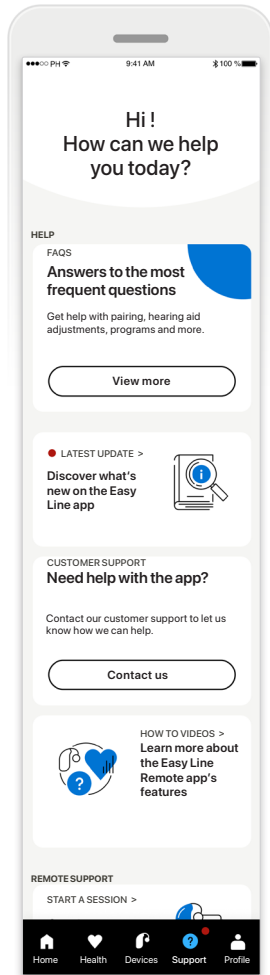 PH
9:41 AM
100 %
Hi !
How can we help
you today?
HELP
FAQS
Answers to the most
frequent questions
Get help with pairing, hearing aid
adjustments, programs and more.
View more
LATEST UPDATE >
Discover what's
new on the Easy
Line app
CUSTOMER SUPPORT
Need help with the app?
Contact our customer support to let us
know how we can help.
Contact us
HOW TO VIDEOS >
Learn more about
the Easy Line
Remote app's
features
REMOTE SUPPORT
START A SESSION >
Home Health Devices Support Profile